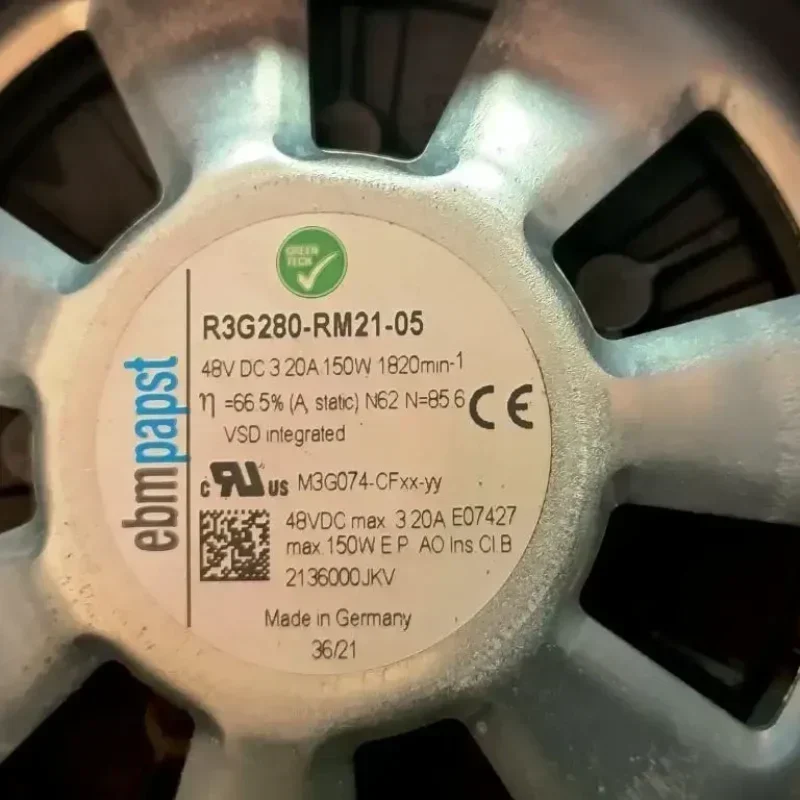 GREEN
TECH
R3G280-RM21-05
48V DC 3 20A 150W 1820min-1
η =66.5% (A, static) N62 N=85 6
CE
VSD integrated
c RU US M3G074-CFxx-yy
48VDC max 3 20A E07427
max. 150W E P AO Ins. Cl.B
2136000JKV
Made in Germany
36/21
ebmpapst